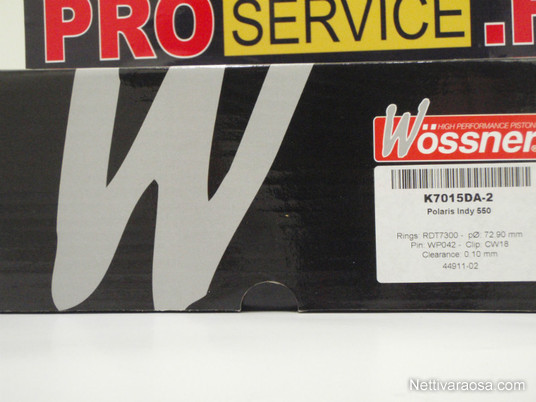 PRO SERVICE .F
W
HIGH PERFORMANCE PISTONS
Wössner
K7015DA-2
Polaris Indy 550
Rings: RDT7300 - pØ: 72.90 mm
Pin: WP042 - Clip: CW18
Clearance: 0.10 mm
44911-02
Nettivaraosa.com